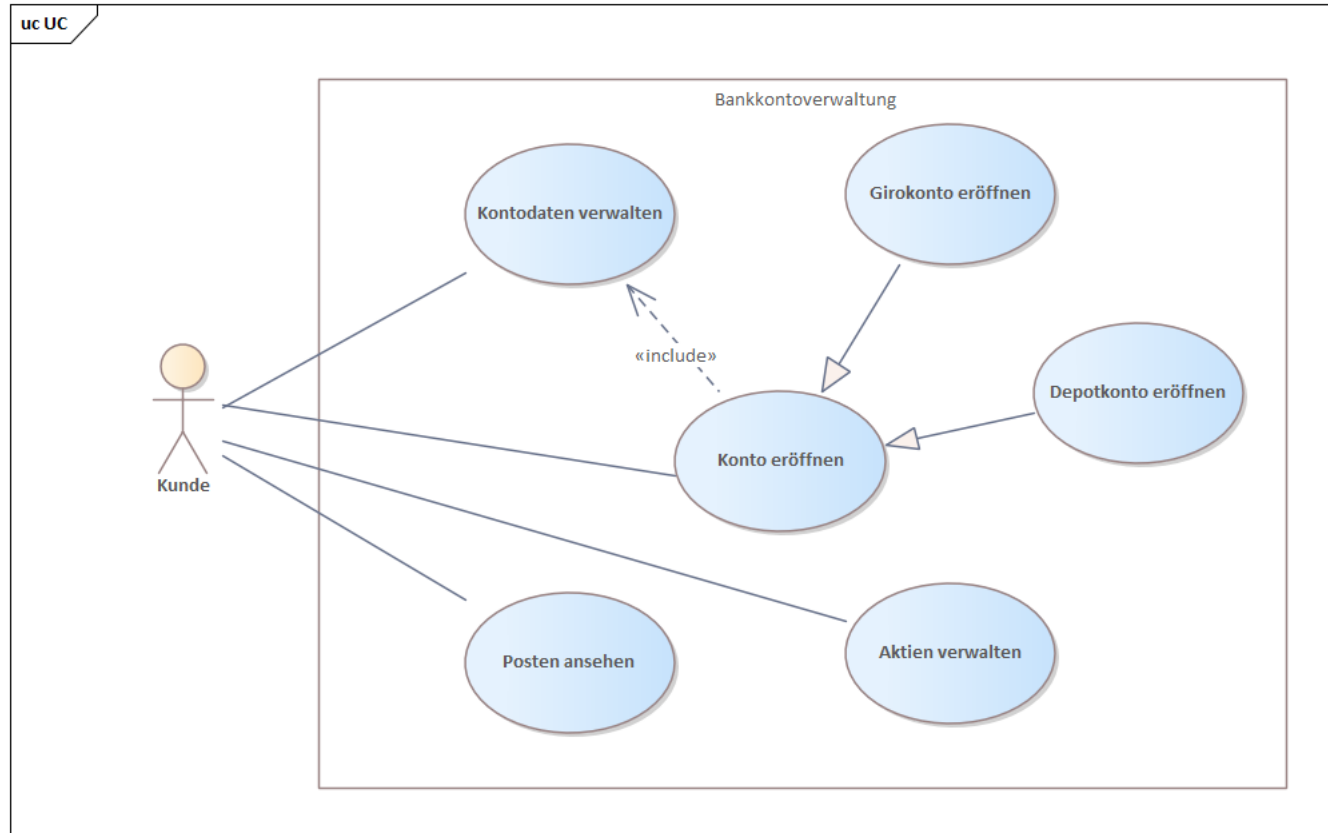 uc UC
Bankkontoverwaltung
Girokonto eröffnen
Kontodaten verwalten
«include»
Depotkonto eröffnen
Konto eröffnen
Kunde
Posten ansehen
Aktien verwalten